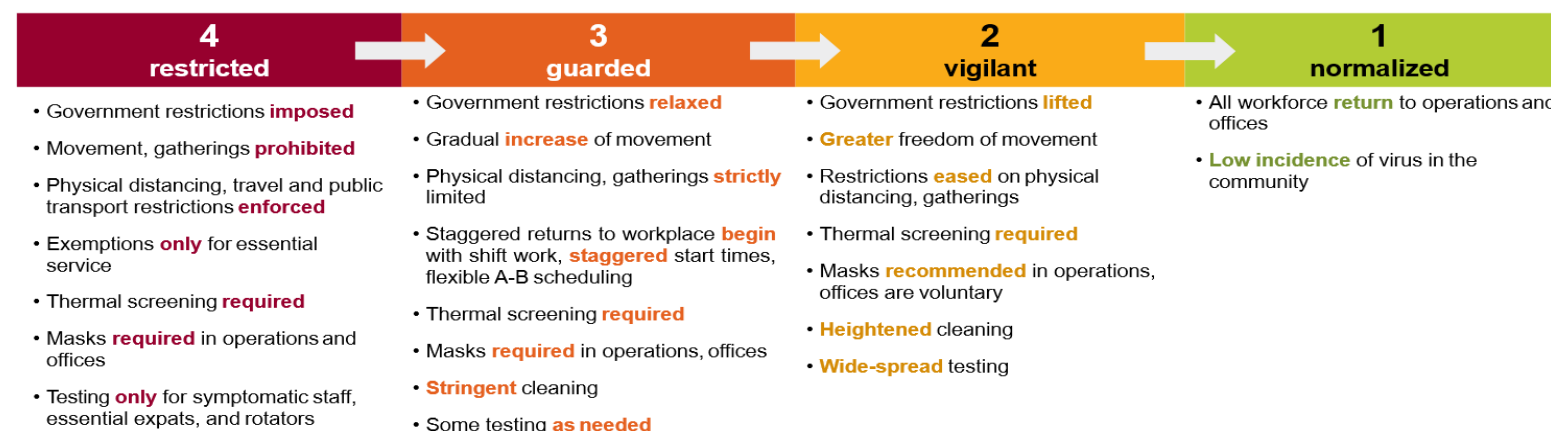 4
restricted
• Government restrictions imposed
• Movement, gatherings prohibited
• Physical distancing, travel and public
transport restrictions enforced
• Exemptions only for essential
service
• Thermal screening required
• Masks required in operations and
offices
• Testing only for symptomatic staff,
essential expats, and rotators
3
guarded
• Government restrictions relaxed
• Gradual increase of movement
• Physical distancing, gatherings strictly
limited
• Staggered returns to workplace begin
with shift work, staggered start times,
flexible A-B scheduling
• Thermal screening required
• Masks required in operations, offices
• Stringent cleaning
• Some testing as needed
2
vigilant
• Government restrictions lifted
• Greater freedom of movement
• Restrictions eased on physical
distancing, gatherings
• Thermal screening required
• Masks recommended in operations,
offices are voluntary
• Heightened cleaning
• Wide-spread testing
1
normalized
• All workforce return to operations and
offices
• Low incidence of virus in the
community